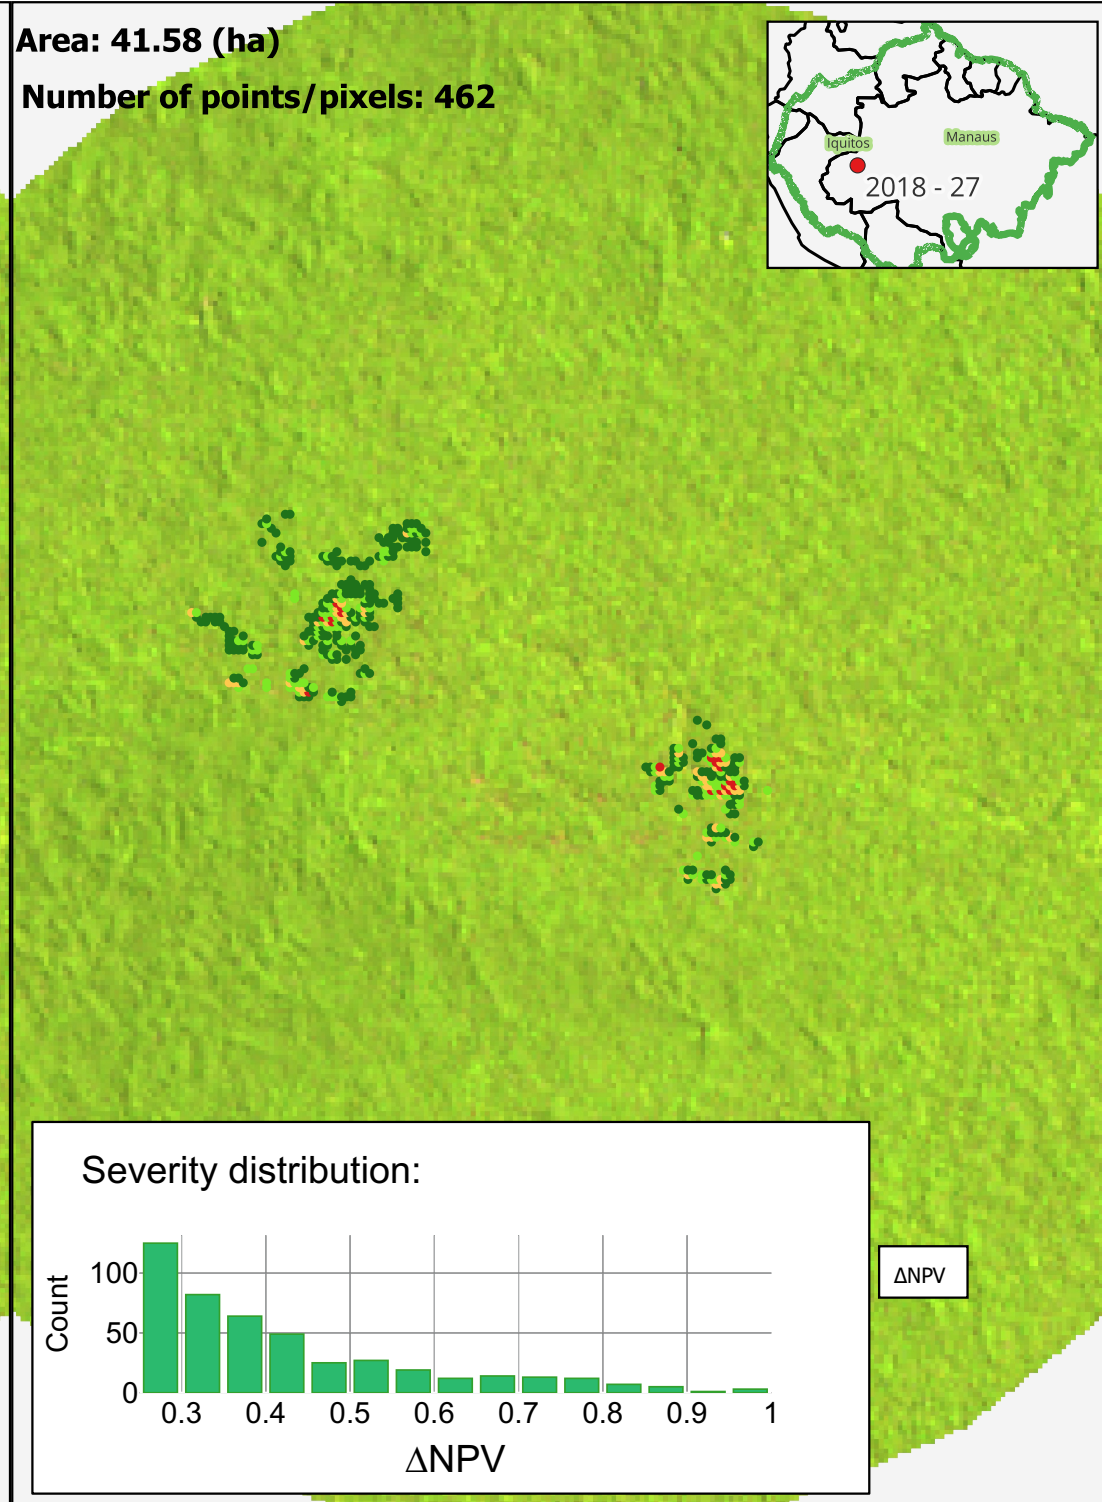 Area: 41.58 (ha)
Number of points/pixels: 462
Iquitos
Manaus
2018 - 27
Severity distribution:
Count
100
50
0
0.3 0.4 0.5 0.6 0.7 0.8 0.9 1
ΔNPV
ΔNPV